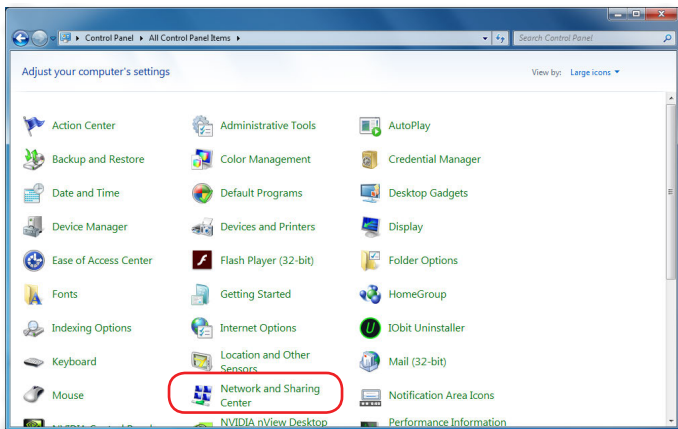 Control Panel ▸ All Control Panel Items ▸
Search Control Panel
Adjust your computer's settings
View by: Large icons
Action Center
Administrative Tools
AutoPlay
Backup and Restore
Color Management
Credential Manager
Date and Time
Default Programs
Desktop Gadgets
Device Manager
Devices and Printers
Display
Ease of Access Center
Flash Player (32-bit)
Folder Options
Fonts
Getting Started
HomeGroup
Indexing Options
Internet Options
IObit Uninstaller
Keyboard
Location and Other
Sensors
Mail (32-bit)
Mouse
Network and Sharing
Center
Notification Area Icons
NVIDIA Control Panel
NVIDIA nView Desktop
Performance Information